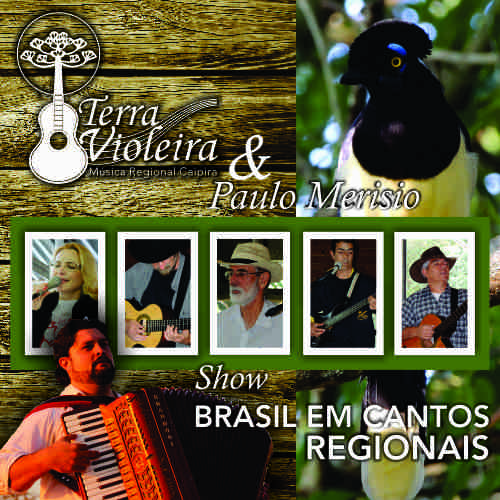 Terra
Violeira
Música Regional Caipira
&
Paulo Merisio
Show
BRASIL EM CANTOS
REGIONAIS